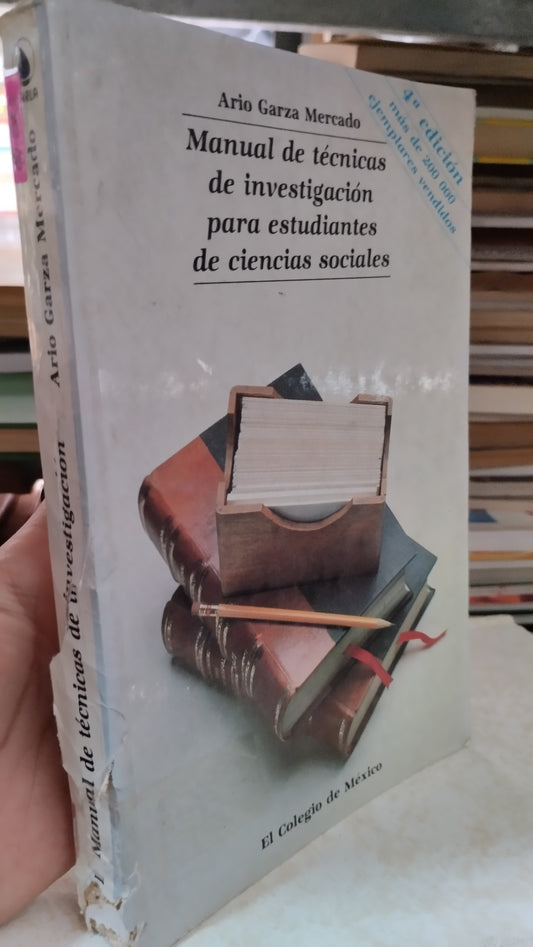 Ario Garza Mercado
Manual de técnicas
de investigación
para estudiantes
de ciencias sociales
4ª edición
más de 200 000
ejemplares vendidos
El Colegio de México
Ario Garza Mercado
Manual de técnicas de investigación